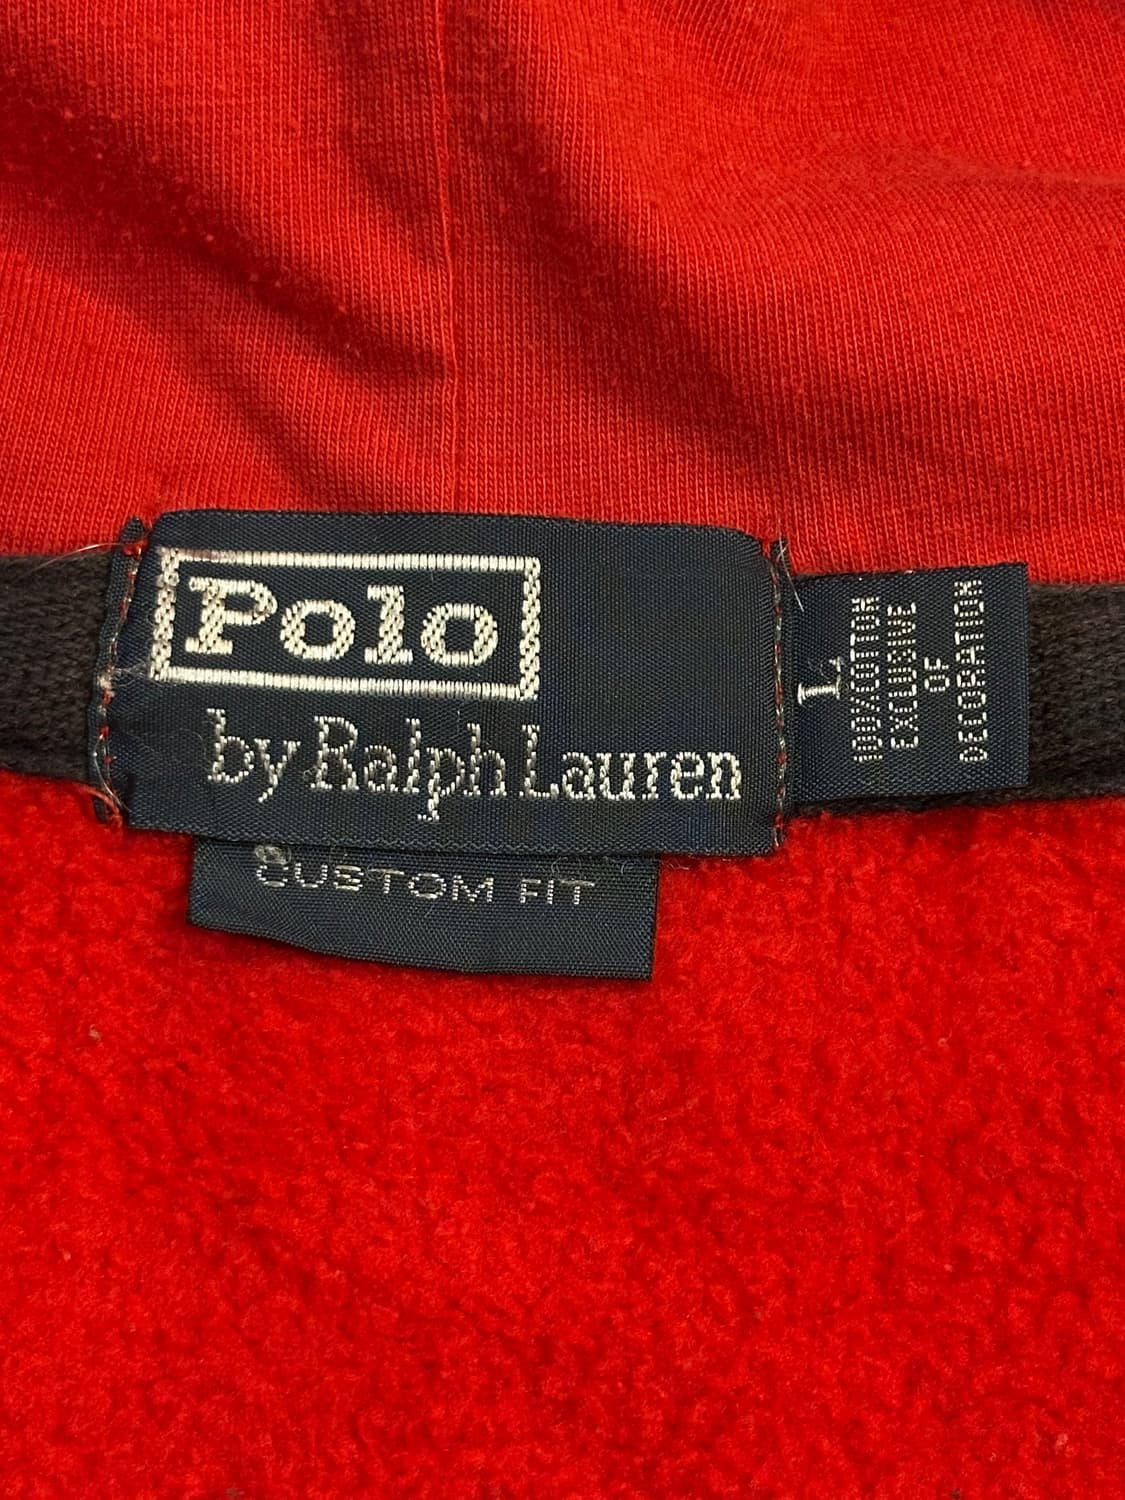 Polo
by Ralph Lauren
CUSTOM FIT
L
100%COTTON
EXCLUSIVE
OF
DECORATION